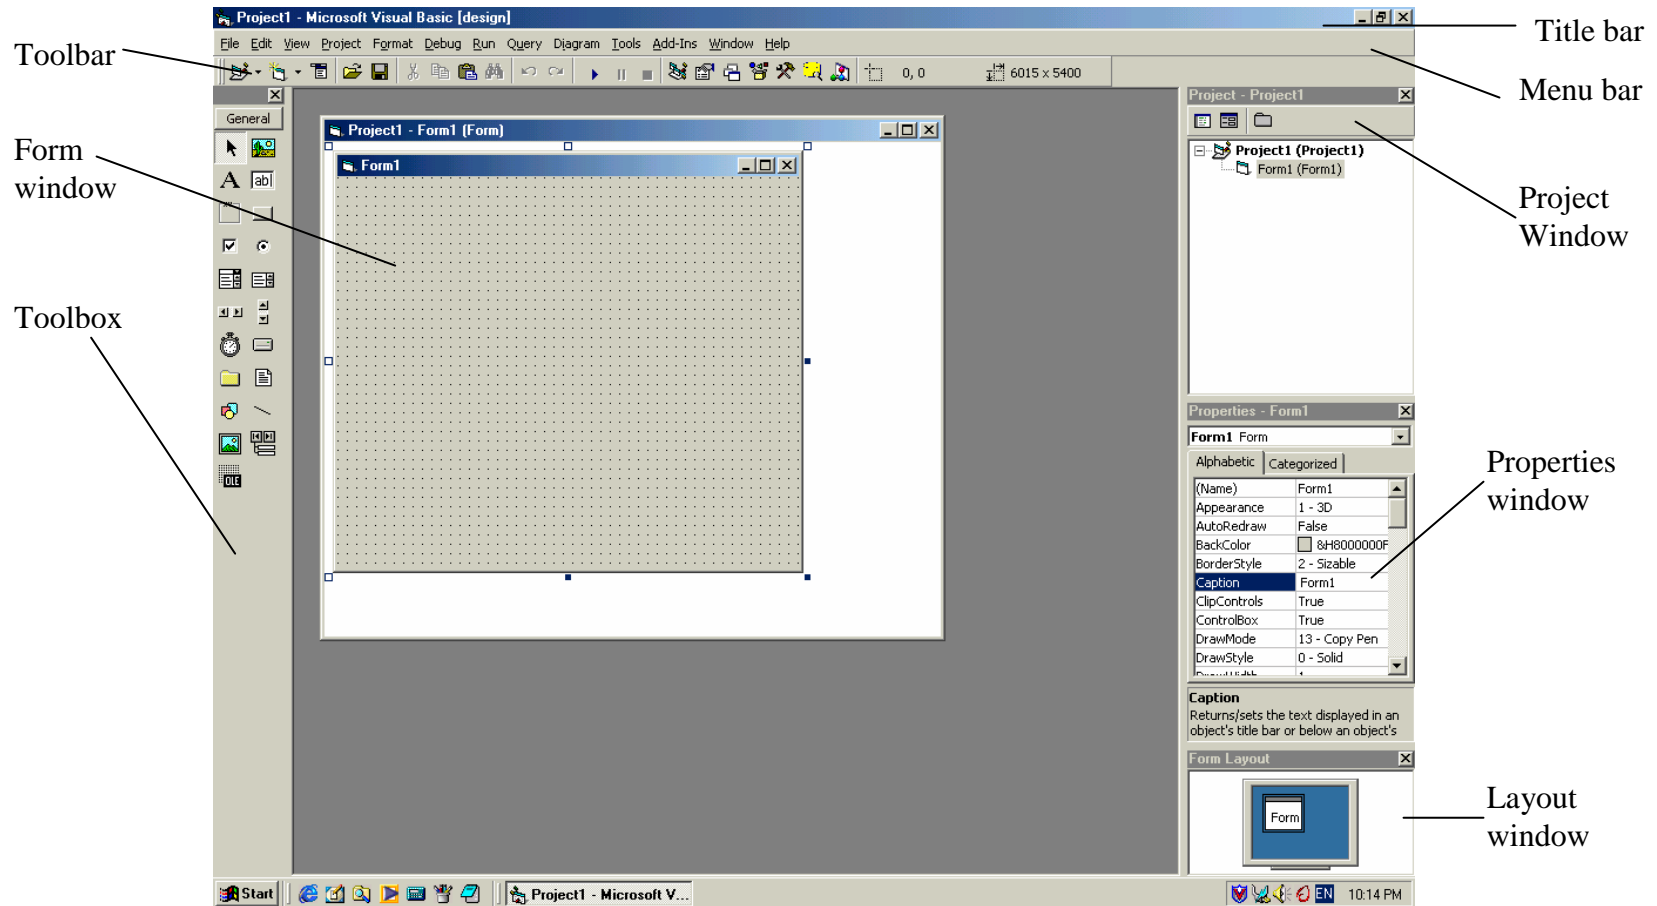 Project1 - Microsoft Visual Basic [design]
Title bar
File Edit View Project Format Debug Run Query Diagram Tools Add-Ins Window Help
Toolbar
0, 0
6015 x 5400
Menu bar
General
Project - Project1
Project1 - Form1 (Form)
Form window
A
ab
Form1
Project1 (Project1)
Form1 (Form1)
Project
Window
Toolbox
Properties - Form1
Form1 Form
Alphabetic Categorized
Properties
window
(Name) Form1
Appearance 1 - 3D
AutoRedraw False
BackColor &H8000000F
BorderStyle 2 - Sizable
Caption Form1
ClipControls True
ControlBox True
DrawMode 13 - Copy Pen
DrawStyle 0 - Solid
OLE
Caption
Returns/sets the text displayed in an
object's title bar or below an object's
Form Layout
Form
Layout
window
Start
Project1 - Microsoft V...
EN
10:14 PM